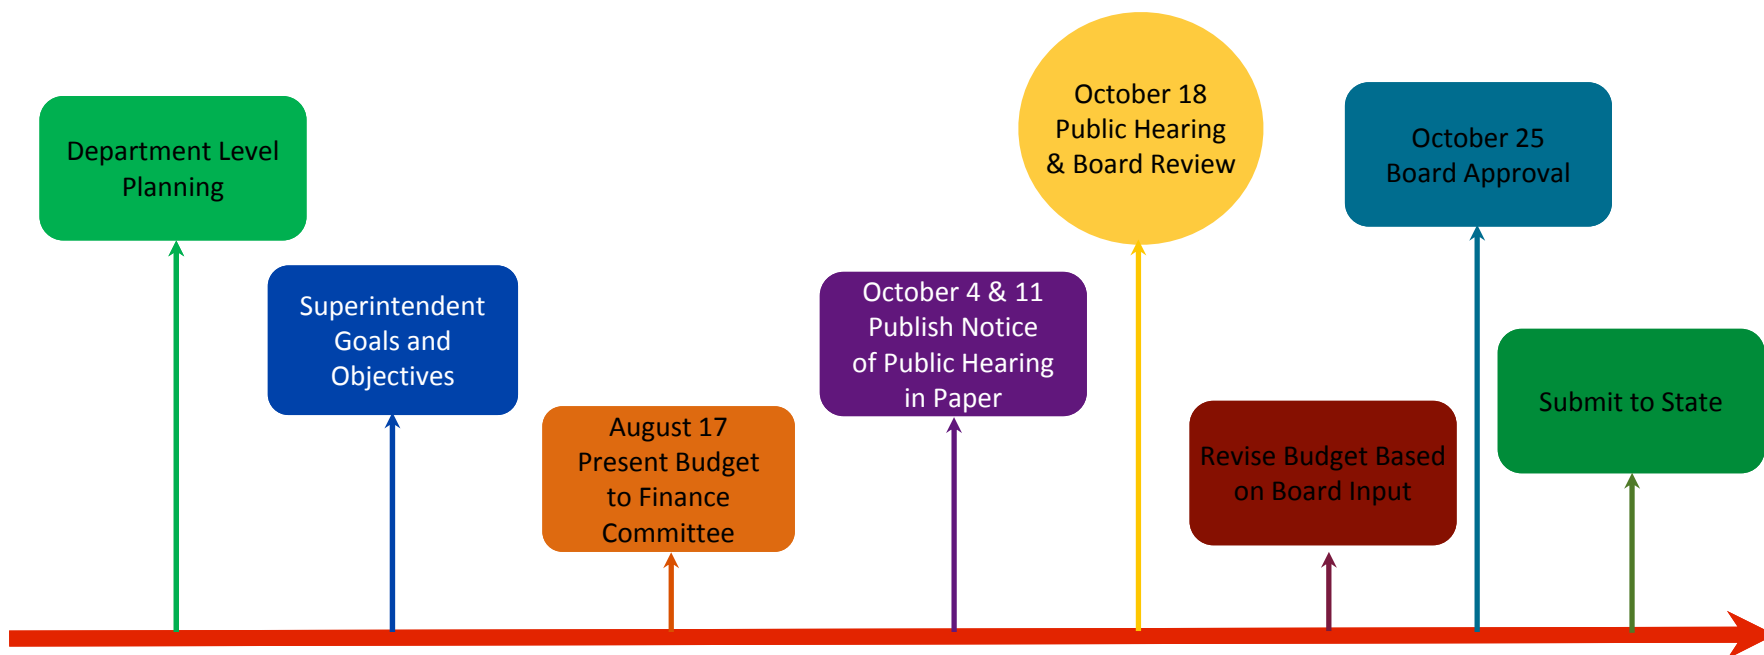 Department Level
Planning
Superintendent
Goals and
Objectives
August 17
Present Budget
to Finance
Committee
October 4 & 11
Publish Notice
of Public Hearing
in Paper
October 18
Public Hearing
& Board Review
Revise Budget Based
on Board Input
October 25
Board Approval
Submit to State